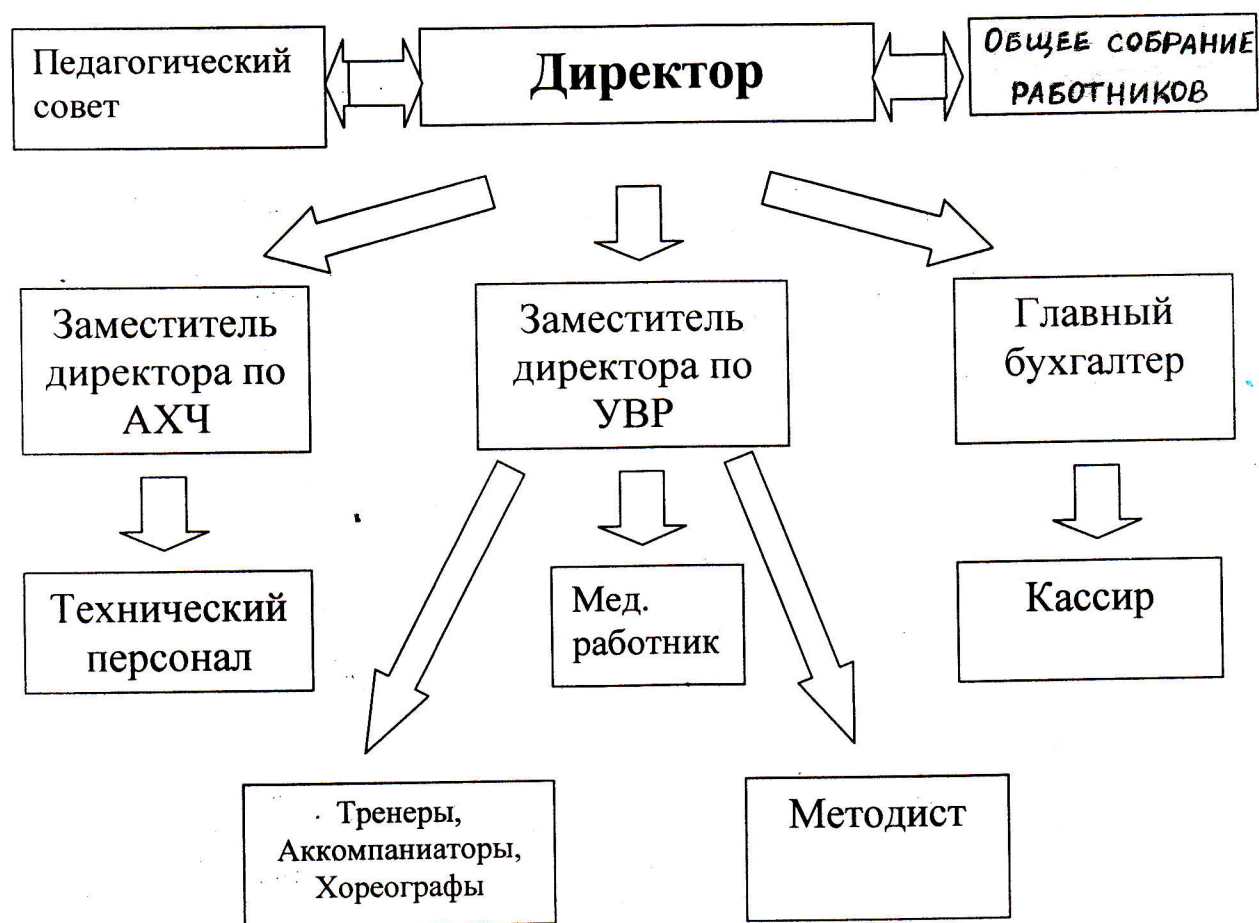 Педагогический
совет
Директор
ОБЩЕЕ СОБРАНИЕ
РАБОТНИКОВ
Заместитель
директора по
АХЧ
Заместитель
директора по
УВР
Главный
бухгалтер
Технический
персонал
Мед.
работник
Кассир
Тренеры,
Аккомпаниаторы,
Хореографы
Методист